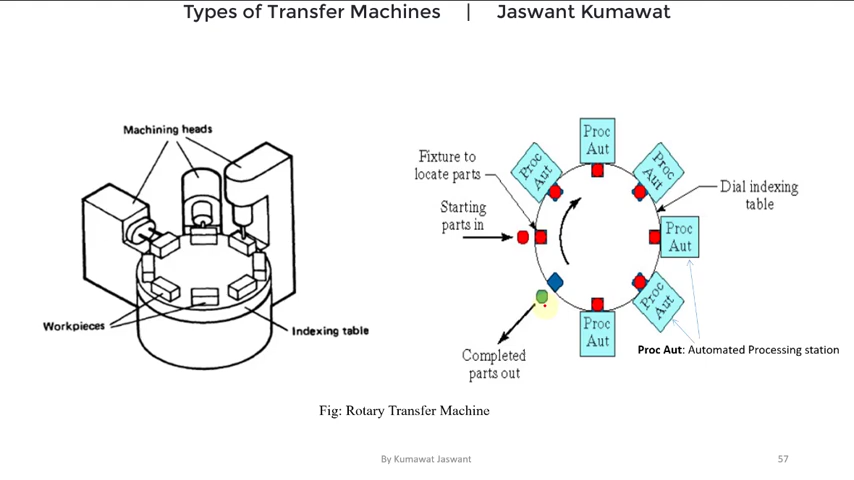 Types of Transfer Machines | Jaswant Kumawat
Machining heads
Workpieces
Indexing table
Fixture to
locate parts
Starting
parts in
Completed
parts out
Proc
Aut
Proc
Aut
Proc
Aut
Proc
Aut
Proc
Aut
Proc
Aut
Dial indexing
table
Proc Aut: Automated Processing station
Fig: Rotary Transfer Machine
By Kumawat Jaswant
57